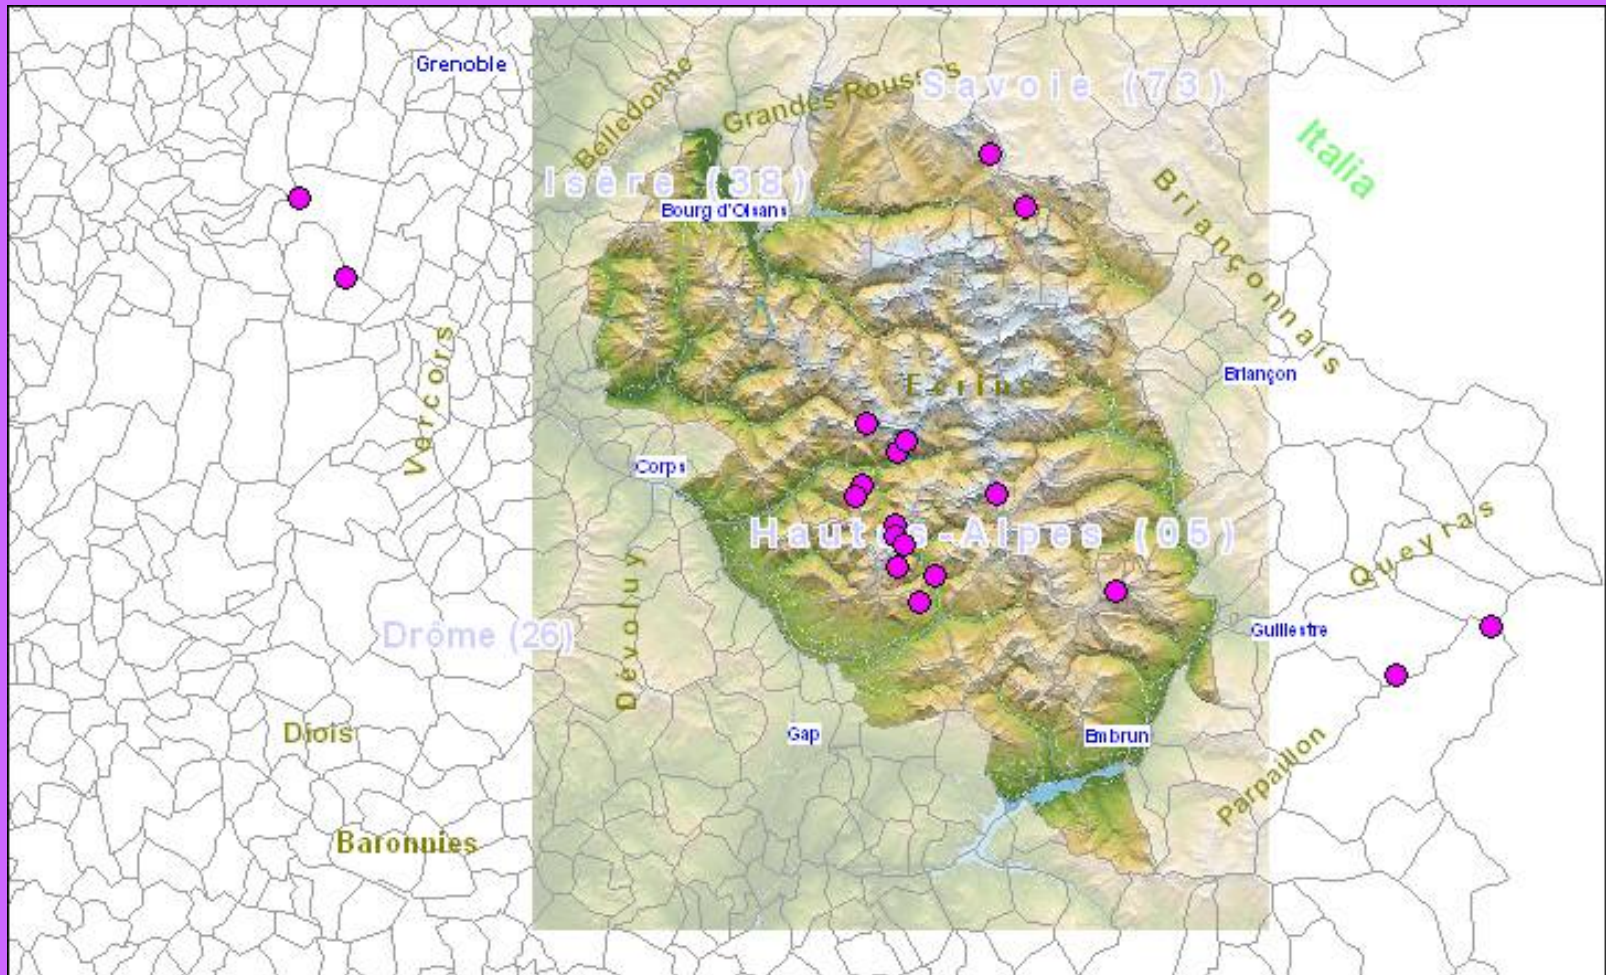 Grenoble
Belledonne
Grandes Rousses
Savoie (73)
Italia
Isère (38)
Bourg d'Oisans
Briançonnais
Vercors
Ecrins
Briançon
Corps
Hautes-Alpes (05)
Queyras
Dévoluy
Drôme (26)
Guillestre
Diois
Gap
Embrun
Parpaillon
Baronnies